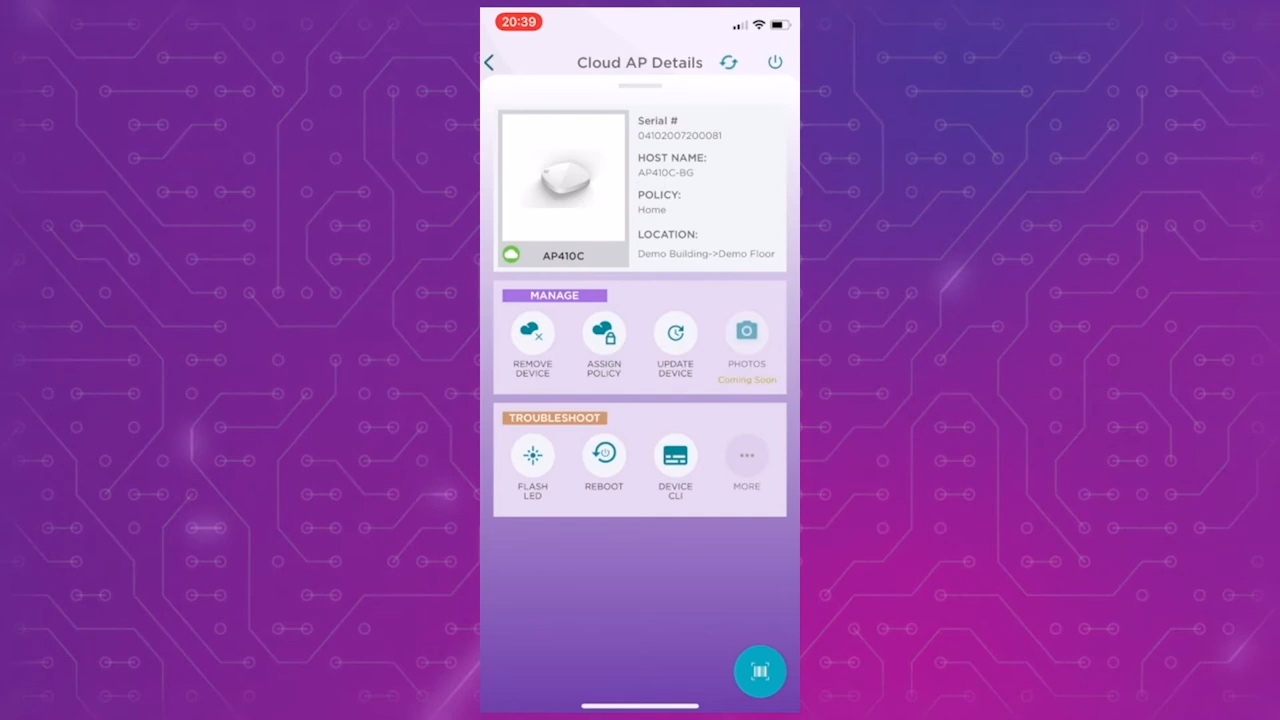 20:39
Cloud AP Details
Serial #
04102007200081
HOST NAME:
AP410C-BG
POLICY:
Home
LOCATION:
Demo Building->Demo Floor
AP410C
MANAGE
REMOVE
DEVICE
ASSIGN
POLICY
UPDATE
DEVICE
PHOTOS
Coming Soon
TROUBLESHOOT
FLASH
LED
REBOOT
DEVICE
CLI
MORE